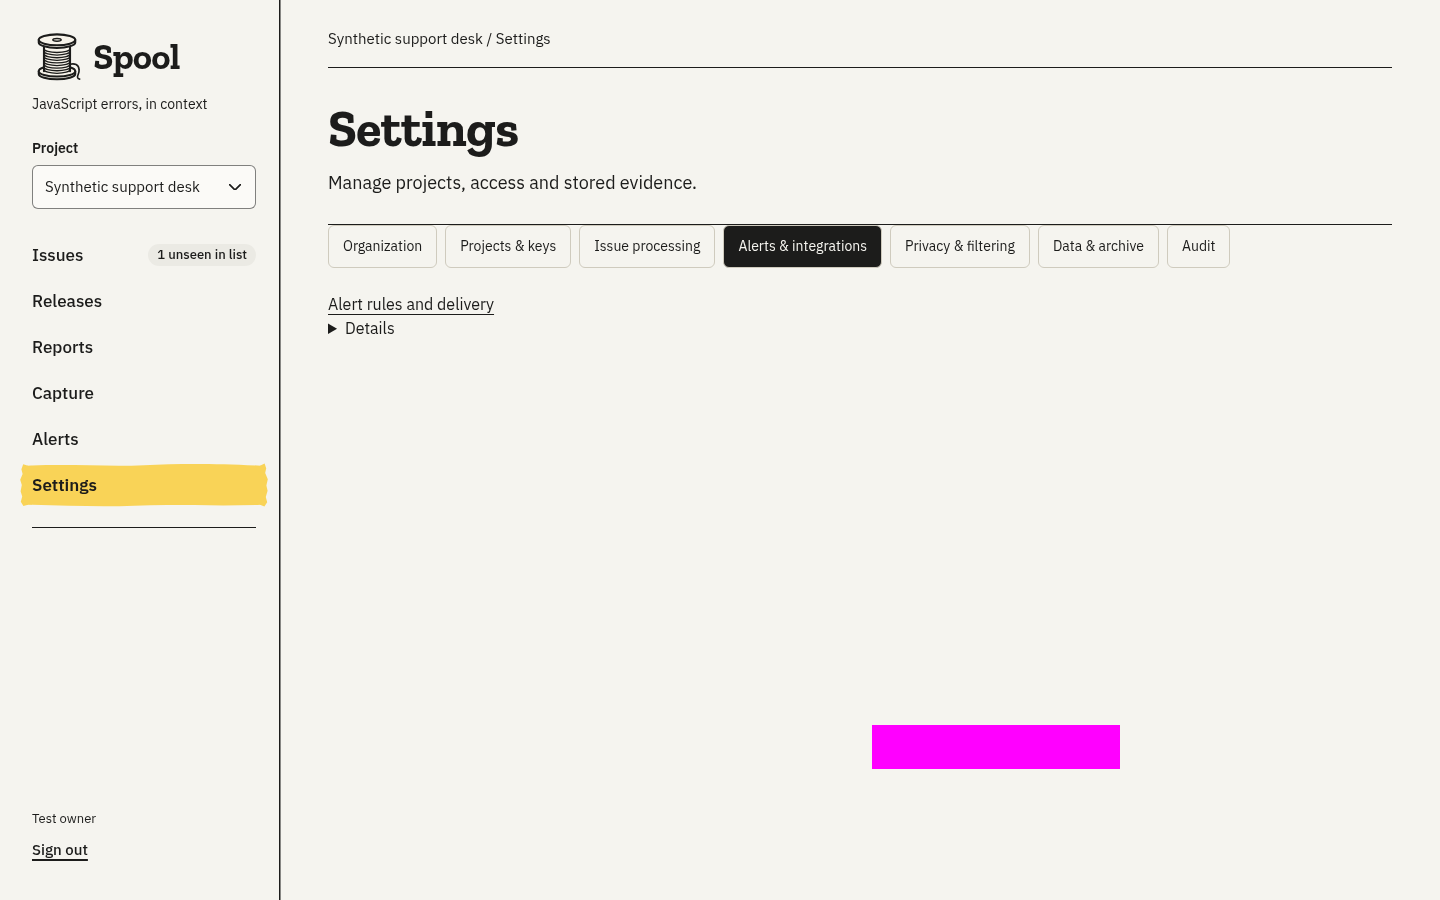 Spool
JavaScript errors, in context
Project
Synthetic support desk
Issues
1 unseen in list
Releases
Reports
Capture
Alerts
Settings
Test owner
Sign out
Synthetic support desk / Settings
Settings
Manage projects, access and stored evidence.
Organization
Projects & keys
Issue processing
Alerts & integrations
Privacy & filtering
Data & archive
Audit
Alert rules and delivery
Details